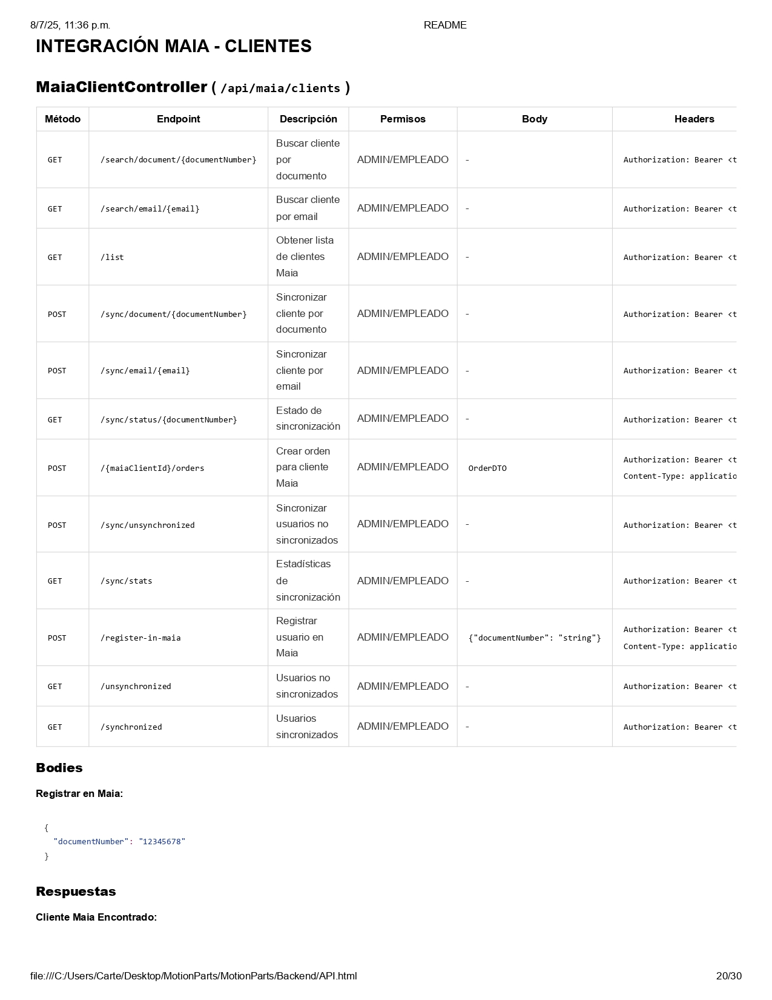 8/7/25, 11:36 p.m. README
INTEGRACIÓN MAIA - CLIENTES
MaiaClientController ( /api/maia/clients )
Método Endpoint Descripción Permisos Body Headers
GET /search/document/{documentNumber} Buscar cliente
por
documento ADMIN/EMPLEADO - Authorization: Bearer <t
GET /search/email/{email} Buscar cliente
por email ADMIN/EMPLEADO - Authorization: Bearer <t
GET /list Obtener lista
de clientes
Maia ADMIN/EMPLEADO - Authorization: Bearer <t
POST /sync/document/{documentNumber} Sincronizar
cliente por
documento ADMIN/EMPLEADO - Authorization: Bearer <t
POST /sync/email/{email} Sincronizar
cliente por
email ADMIN/EMPLEADO - Authorization: Bearer <t
GET /sync/status/{documentNumber} Estado de
sincronización ADMIN/EMPLEADO - Authorization: Bearer <t
POST /{maiaClientId}/orders Crear orden
para cliente
Maia ADMIN/EMPLEADO OrderDTO Authorization: Bearer <t
Content-Type: applicatio
POST /sync/unsynchronized Sincronizar
usuarios no
sincronizados ADMIN/EMPLEADO - Authorization: Bearer <t
GET /sync/stats Estadísticas
de
sincronización ADMIN/EMPLEADO - Authorization: Bearer <t
POST /register-in-maia Registrar
usuario en
Maia ADMIN/EMPLEADO {"documentNumber": "string"} Authorization: Bearer <t
Content-Type: applicatio
GET /unsynchronized Usuarios no
sincronizados ADMIN/EMPLEADO - Authorization: Bearer <t
GET /synchronized Usuarios
sincronizados ADMIN/EMPLEADO - Authorization: Bearer <t
Bodies
Registrar en Maia:
{
"documentNumber": "12345678"
}
Respuestas
Cliente Maia Encontrado:
file:///C:/Users/Carte/Desktop/MotionParts/MotionParts/Backend/API.html 20/30